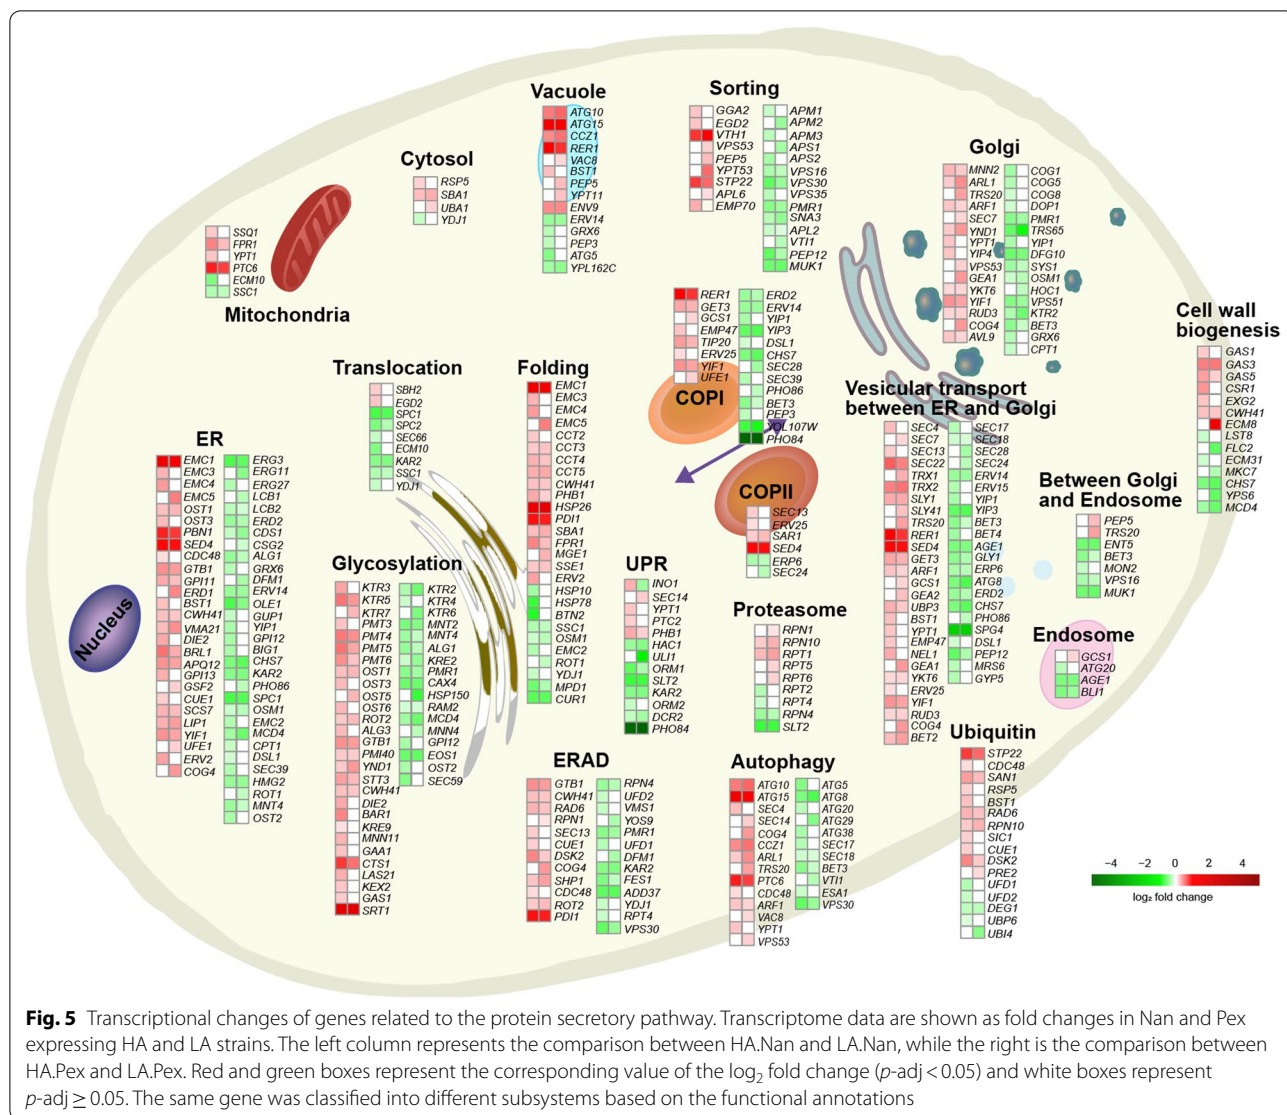 Vacuole
ATG10
ATG15
CCZ1
RER1
VAC8
BST1
PEP5
YPT11
ENV9
ERV14
GRX6
PEP3
ATG5
YPL162C
Sorting
GGA2
EGD2
VTH1
VPS53
PEP5
YPT53
STP22
APL6
EMP70
APM1
APM2
APM3
APS1
APS2
VPS16
VPS30
VPS35
PMR1
SNA3
APL2
VTI1
PEP12
MUK1
Cytosol
RSP5
SBA1
UBA1
YDJ1
Golgi
MNN2
ARL1
TRS20
ARF1
SEC7
YND1
YPT1
YIP4
VPS53
GEA1
YKT6
YIF1
RUD3
COG4
AVL9
COG1
COG5
COG8
DOP1
PMR1
TRS65
YIP1
DFG10
SYS1
OSM1
HOC1
VPS51
KTR2
BET3
GRX6
CPT1
SSQ1
FPR1
YPT1
PTC6
ECM10
SSC1
Mitochondria
RER1
GET3
GCS1
EMP47
TIP20
ERV25
YIF1
UFE1
COPI
ERD2
ERV14
YIP1
YIP3
DSL1
CHS7
SEC28
SEC39
PHO86
BET3
PEP3
YOL107W
PHO84
Cell wall
biogenesis
GAS1
GAS3
GAS5
CSR1
EXG2
CWH41
ECM8
LST8
FLC2
ECM31
MKC7
CHS7
YPS6
MCD4
Translocation
SBH2
EGD2
SPC1
SPC2
SEC66
ECM10
KAR2
SSC1
YDJ1
Folding
EMC1
EMC3
EMC4
EMC5
CCT2
CCT3
CCT4
CCT5
CWH41
PHB1
HSP26
PDI1
SBA1
FPR1
MGE1
SSE1
ERV2
HSP10
HSP78
BTN2
SSC1
OSM1
EMC2
ROT1
YDJ1
MPD1
CUR1
Vesicular transport
between ER and Golgi
SEC4
SEC7
SEC13
SEC22
TRX1
TRX2
SLY1
SLY41
TRS20
RER1
SED4
GET3
ARF1
GCS1
GEA2
UBP3
BST1
YPT1
EMP47
NEL1
GEA1
YKT6
ERV25
YIF1
RUD3
COG4
BET2
SEC17
SEC18
SEC28
SEC24
ERV14
ERV15
YIP1
YIP3
BET3
BET4
AGE1
GLY1
ERP6
ATG8
ERD2
CHS7
PHO86
SPG4
DSL1
PEP12
MRS6
GYP5
ER
EMC1
EMC3
EMC4
EMC5
OST1
OST3
PBN1
SED4
CDC48
GTB1
GPI11
ERD1
BST1
CWH41
VMA21
DIE2
BRL1
APQ12
GPI13
GSF2
CUE1
SCS7
LIP1
YIF1
UFE1
ERV2
COG4
ERG3
ERG11
ERG27
LCB1
LCB2
ERD2
CDS1
CSG2
ALG1
GRX6
DFM1
ERV14
OLE1
GUP1
YIP1
GPI12
BIG1
CHS7
KAR2
PHO86
SPC1
OSM1
EMC2
MCD4
CPT1
DSL1
SEC39
HMG2
ROT1
MNT4
OST2
Nucleus
COPII
SEC13
ERV25
SAR1
SED4
ERP6
SEC24
Between Golgi
and Endosome
PEP5
TRS20
ENT5
BET3
MON2
VPS16
MUK1
Glycosylation
KTR3
KTR5
KTR7
PMT3
PMT4
PMT5
PMT6
OST1
OST3
OST5
OST6
ROT2
ALG3
GTB1
PMI40
YND1
STT3
CWH41
DIE2
BAR1
KRE9
MNN11
GAA1
CTS1
LAS21
KEX2
GAS1
SRT1
KTR2
KTR4
KTR6
MNT2
MNT4
ALG1
KRE2
PMR1
CAX4
HSP150
RAM2
MCD4
MNN4
GPI12
EOS1
OST2
SEC59
UPR
INO1
SEC14
YPT1
PTC2
PHB1
HAC1
ULI1
ORM1
SLT2
KAR2
ORM2
DCR2
PHO84
Proteasome
RPN1
RPN10
RPT1
RPT5
RPT6
RPT2
RPT4
RPN4
SLT2
Endosome
GCS1
ATG20
AGE1
BLI1
ERAD
GTB1
CWH41
RAD6
RPN1
SEC13
CUE1
DSK2
COG4
SHP1
CDC48
ROT2
PDI1
RPN4
UFD2
VMS1
YOS9
PMR1
UFD1
DFM1
KAR2
FES1
ADD37
YDJ1
RPT4
VPS30
Autophagy
ATG10
ATG15
SEC4
SEC14
COG4
CCZ1
ARL1
TRS20
PTC6
CDC48
ARF1
VAC8
YPT1
VPS53
ATG5
ATG8
ATG20
ATG29
ATG38
SEC17
SEC18
BET3
VTI1
ESA1
VPS30
Ubiquitin
STP22
CDC48
SAN1
RSP5
BST1
RAD6
RPN10
SIC1
CUE1
DSK2
PRE2
UFD1
UFD2
DEG1
UBP6
UBI4
−4 −2 0 2 4
log₂ fold change
Fig. 5 Transcriptional changes of genes related to the protein secretory pathway. Transcriptome data are shown as fold changes in Nan and Pex
expressing HA and LA strains. The left column represents the comparison between HA.Nan and LA.Nan, while the right is the comparison between
HA.Pex and LA.Pex. Red and green boxes represent the corresponding value of the log₂ fold change (p-adj < 0.05) and white boxes represent
p-adj ≥ 0.05. The same gene was classified into different subsystems based on the functional annotations